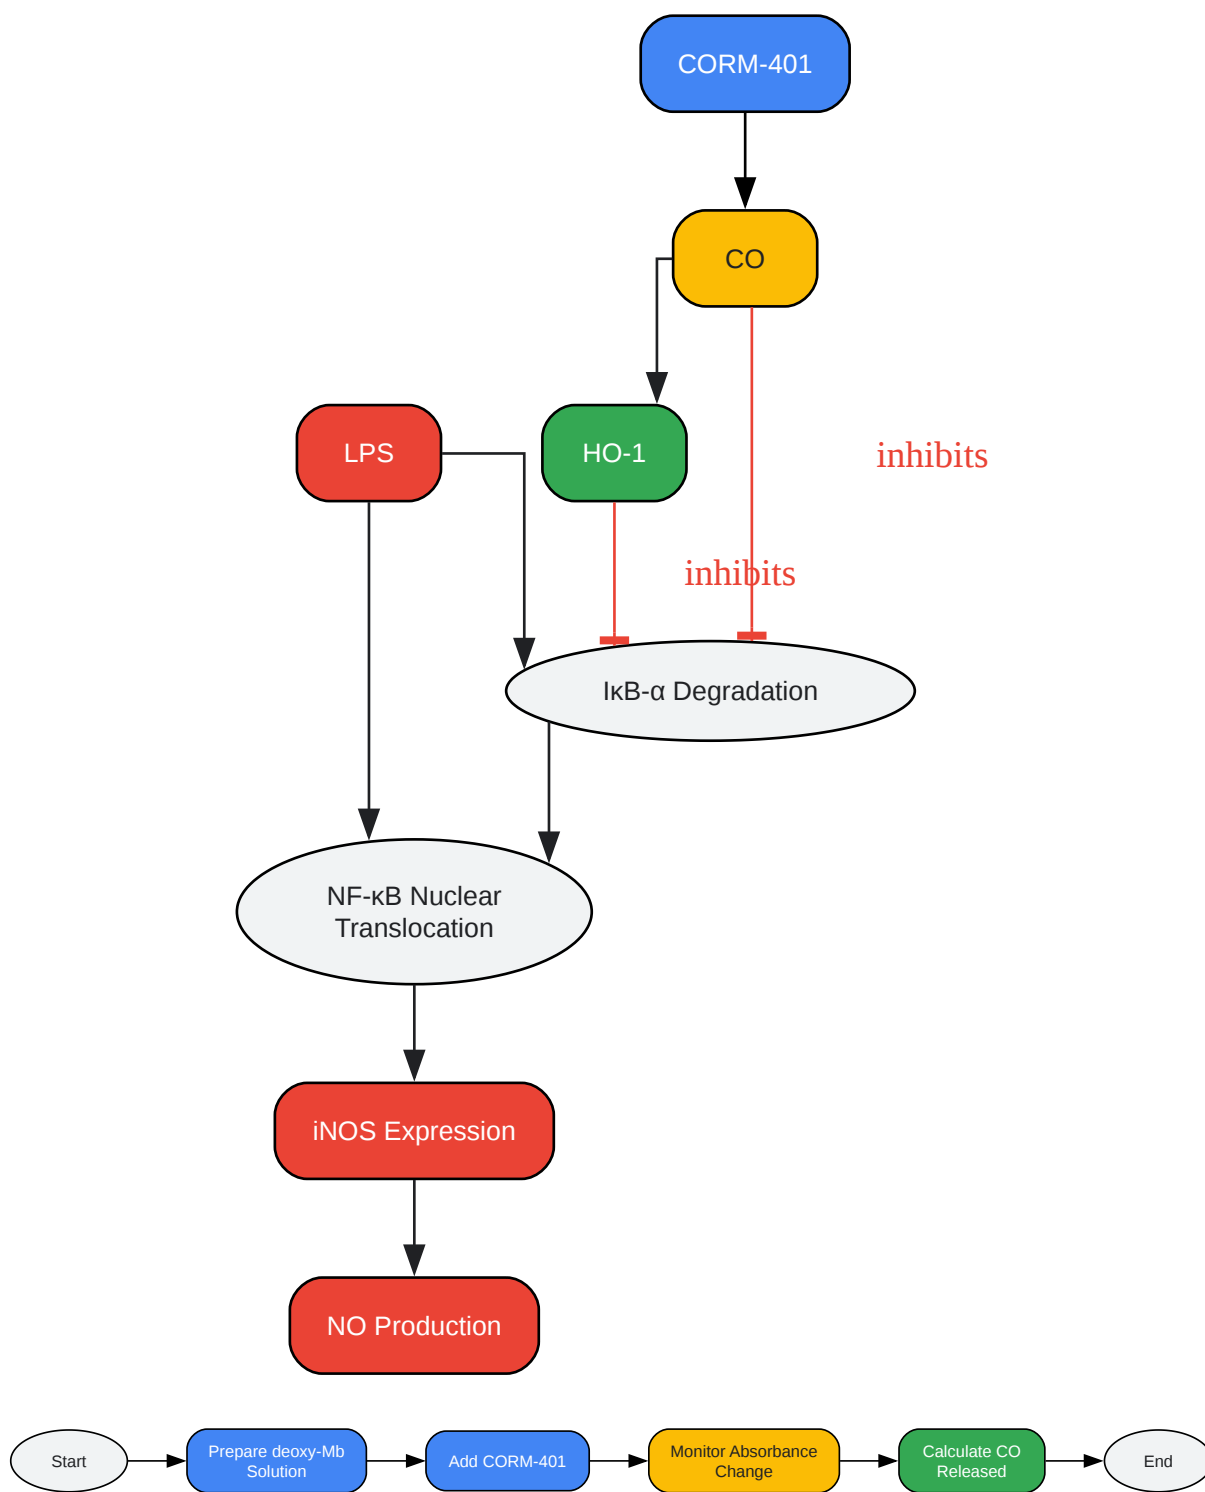 CORM-401
CO
LPS
HO-1
inhibits
inhibits
IκB-α Degradation
NF-κB Nuclear
Translocation
iNOS Expression
NO Production
Start
Prepare deoxy-Mb
Solution
Add CORM-401
Monitor Absorbance
Change
Calculate CO
Released
End